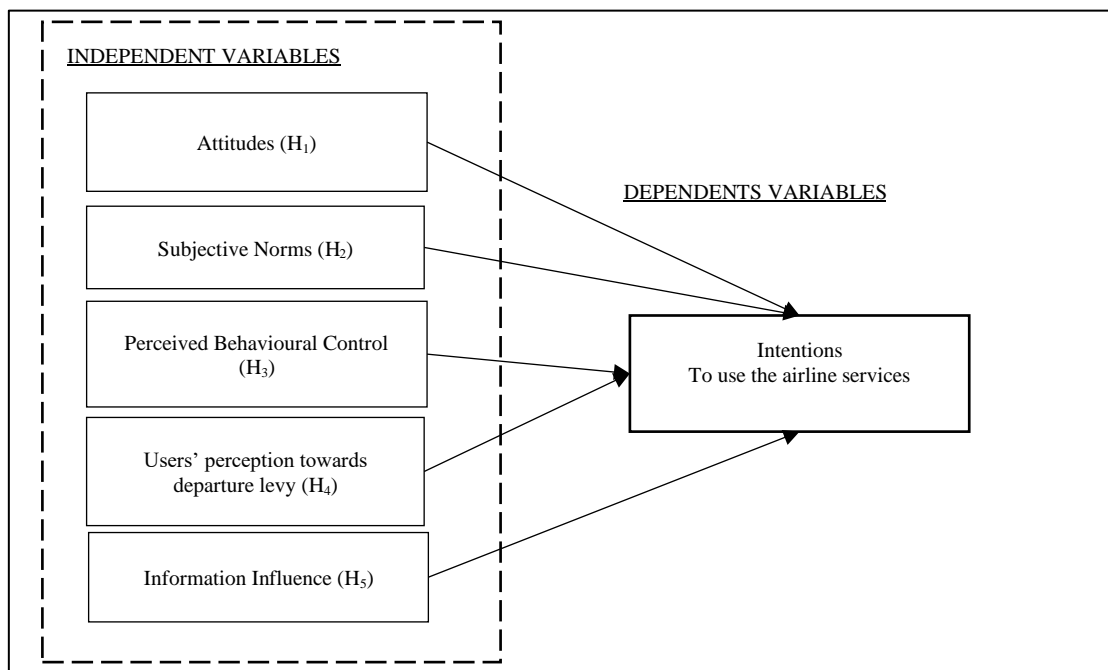 INDEPENDENT VARIABLES
Attitudes (H₁)
DEPENDENTS VARIABLES
Subjective Norms (H₂)
Perceived Behavioural Control
(H₃)
Intentions
To use the airline services
Users’ perception towards
departure levy (H₄)
Information Influence (H₅)